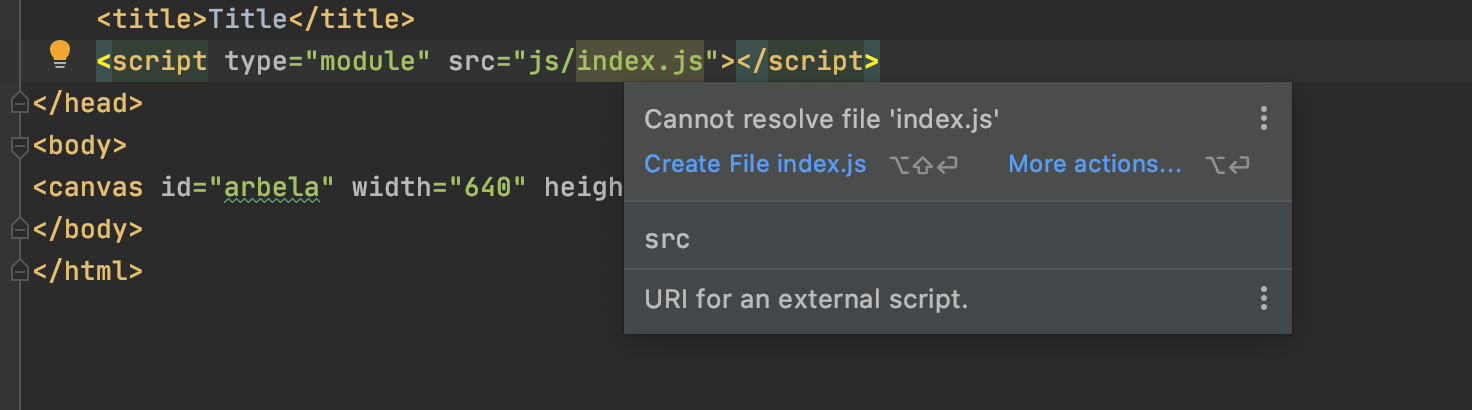 <title>Title</title>
<script type="module" src="js/index.js"></script>
</head>
<body>
<canvas id="arbela" width="640" heigh
</body>
</html>
Cannot resolve file 'index.js'
Create File index.js ⌥⇧⏎ More actions... ⌥⏎
src
URI for an external script.